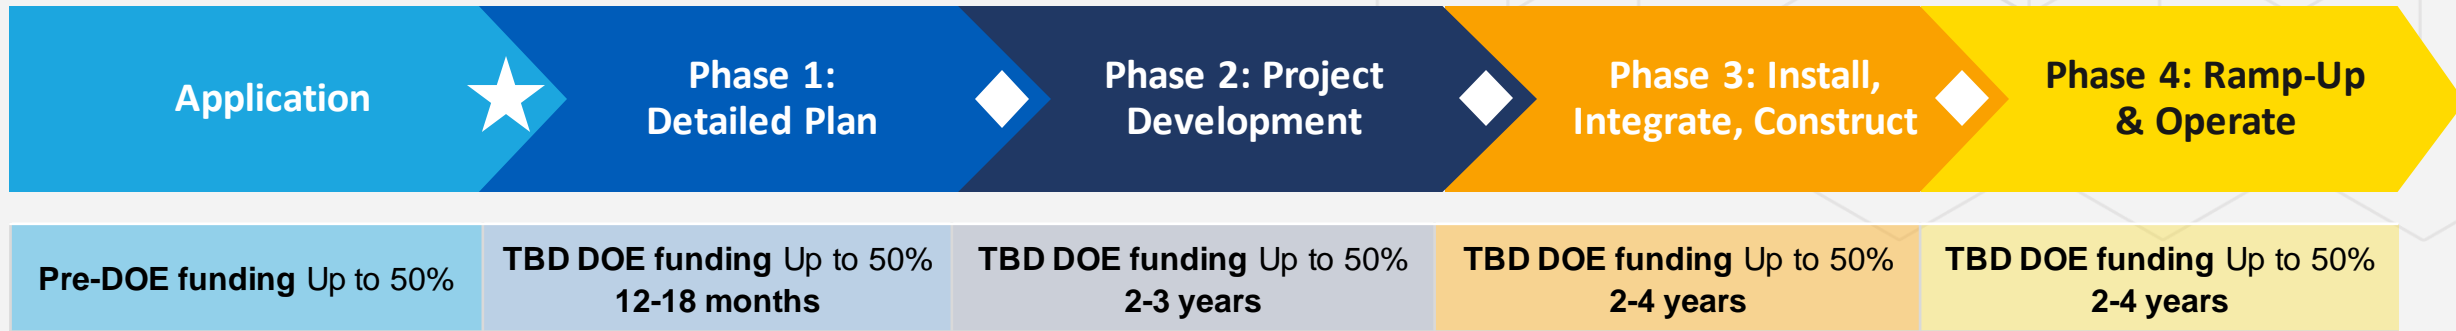 Application
Phase 1:
Detailed Plan
Phase 2: Project
Development
Phase 3: Install,
Integrate, Construct
Phase 4: Ramp-Up
& Operate
Pre-DOE funding Up to 50%
TBD DOE funding Up to 50%
12-18 months
TBD DOE funding Up to 50%
2-3 years
TBD DOE funding Up to 50%
2-4 years
TBD DOE funding Up to 50%
2-4 years